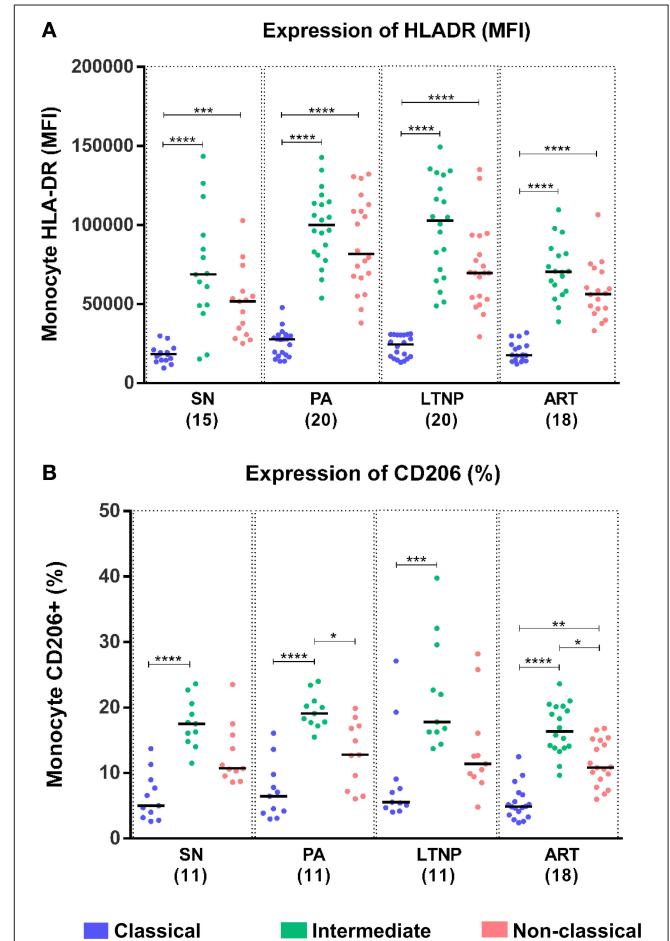 A Expression of HLADR (MFI)
Monocyte HLA-DR (MFI)
200000
150000
100000
50000
0
*** **** **** ****
**** **** **** ****
SN PA LTNP ART
(15) (20) (20) (18)
B Expression of CD206 (%)
Monocyte CD206+ (%)
50
40
30
20
10
0
***
**
**** **** * **** *
SN PA LTNP ART
(11) (11) (11) (18)
Classical Intermediate Non-classical